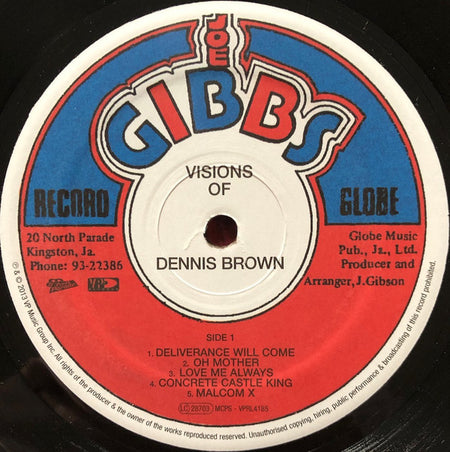 JOE
GIBBS
RECORD
GLOBE
VISIONS
OF
DENNIS BROWN
20 North Parade
Kingston, Ja.
Phone: 93-22386
Globe Music
Pub., Ja., Ltd.
Producer and
Arranger, J.Gibson
VP
SIDE 1
1. DELIVERANCE WILL COME
2. OH MOTHER
3. LOVE ME ALWAYS
4. CONCRETE CASTLE KING
5. MALCOM X
LC 28703 MCPS - VPRL4185
℗ & © 2013 VP Music Group Inc. All rights of the producer & the owner of the works reproduced reserved. Unauthorised copying, hiring, public performance & broadcasting of this record prohibited.